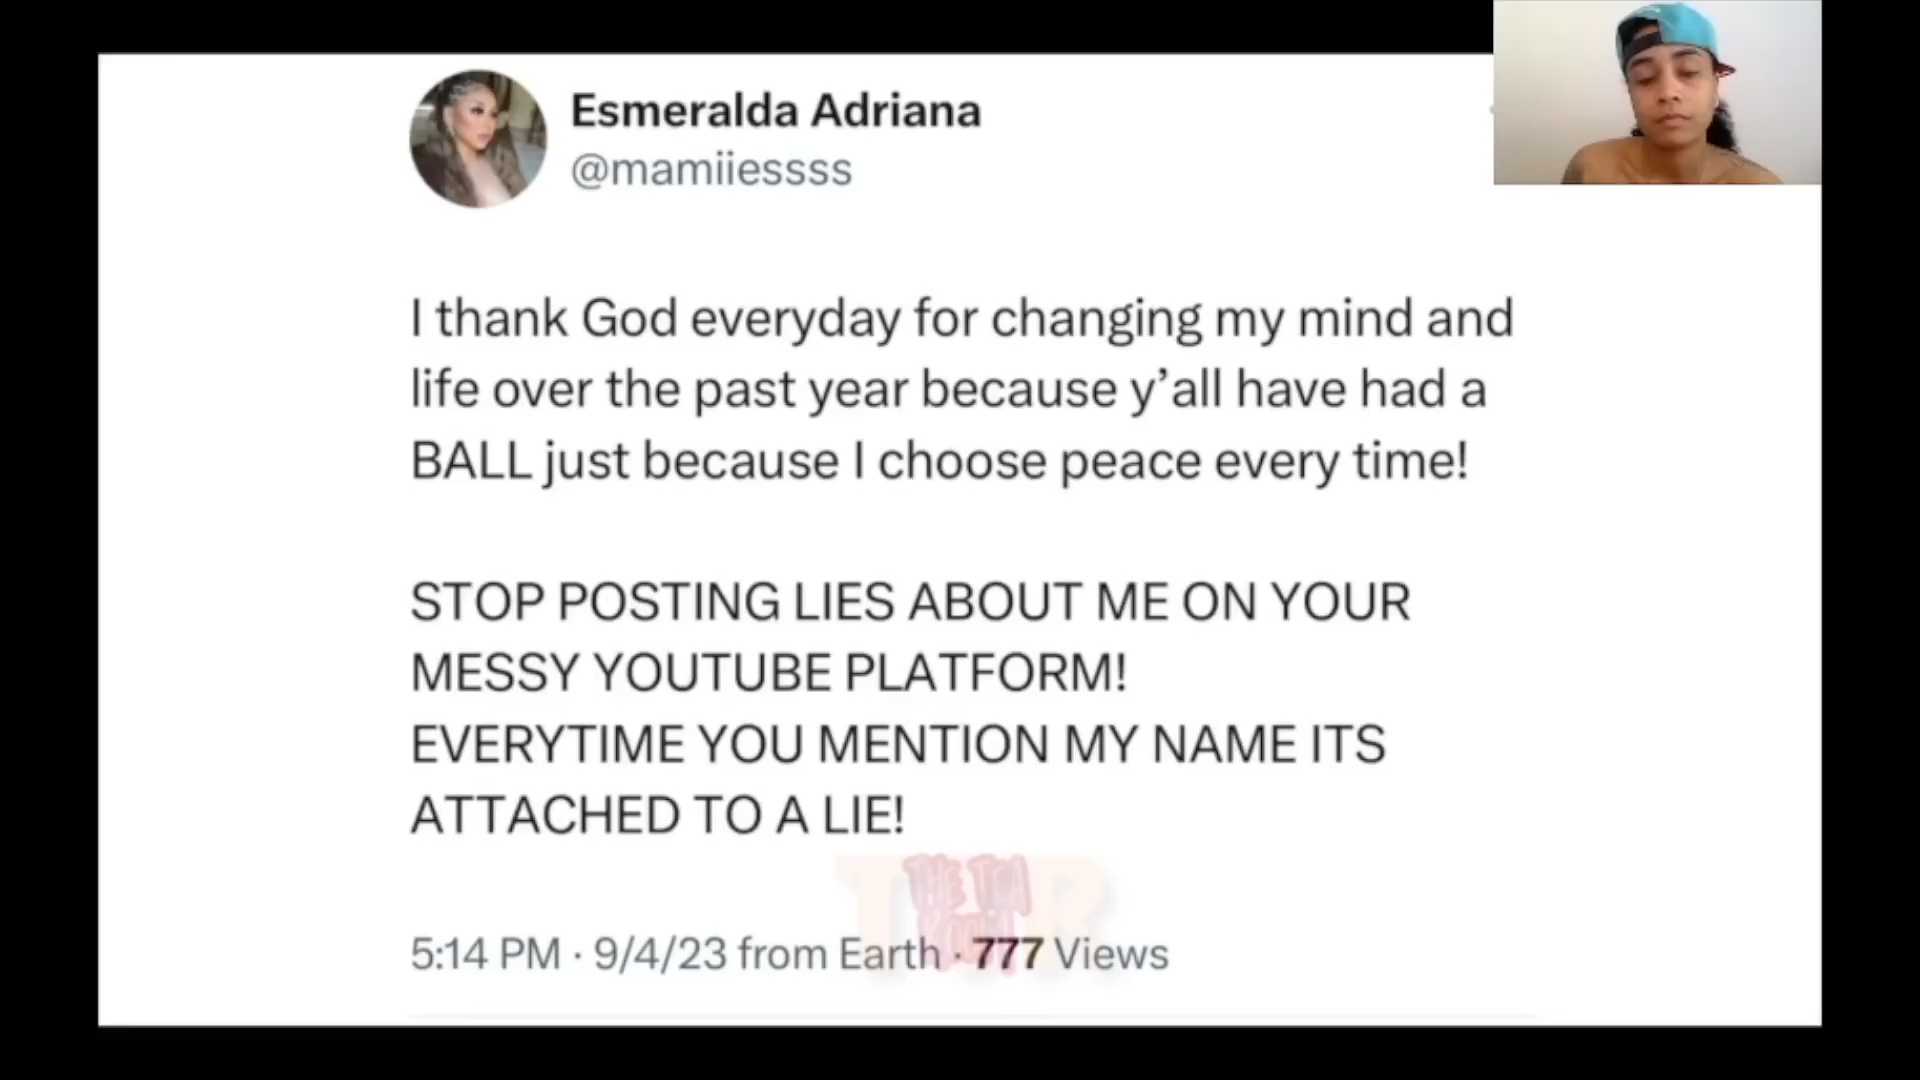 Esmeralda Adriana
@mamiiessss
I thank God everyday for changing my mind and
life over the past year because y’all have had a
BALL just because I choose peace every time!
STOP POSTING LIES ABOUT ME ON YOUR
MESSY YOUTUBE PLATFORM!
EVERYTIME YOU MENTION MY NAME ITS
ATTACHED TO A LIE!
THE TEA
5:14 PM · 9/4/23 from Earth · 777 Views